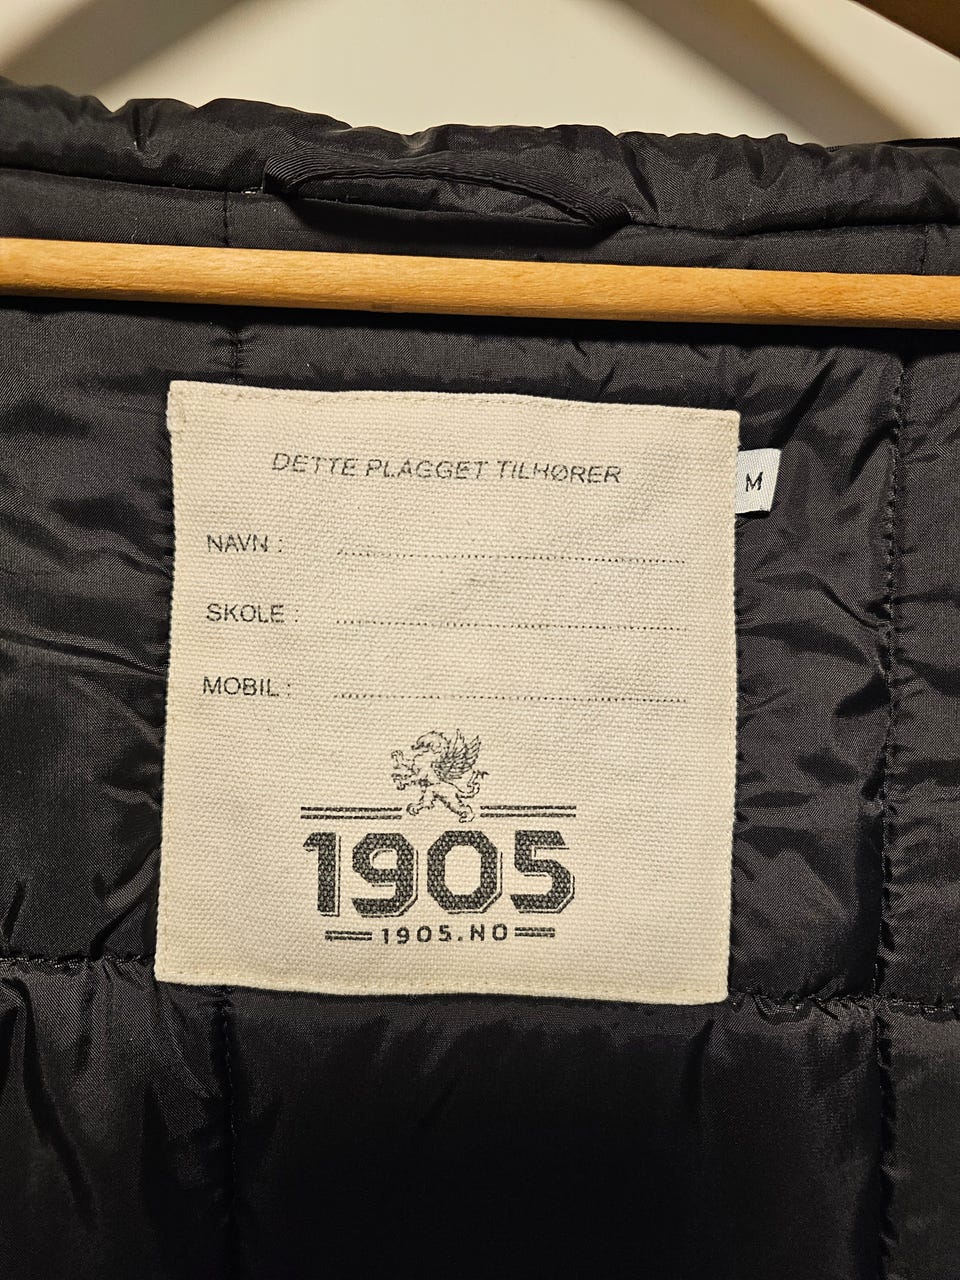 DETTE PLAGGET TILHØRER
M
NAVN :
SKOLE :
MOBIL :
1905
1905.NO